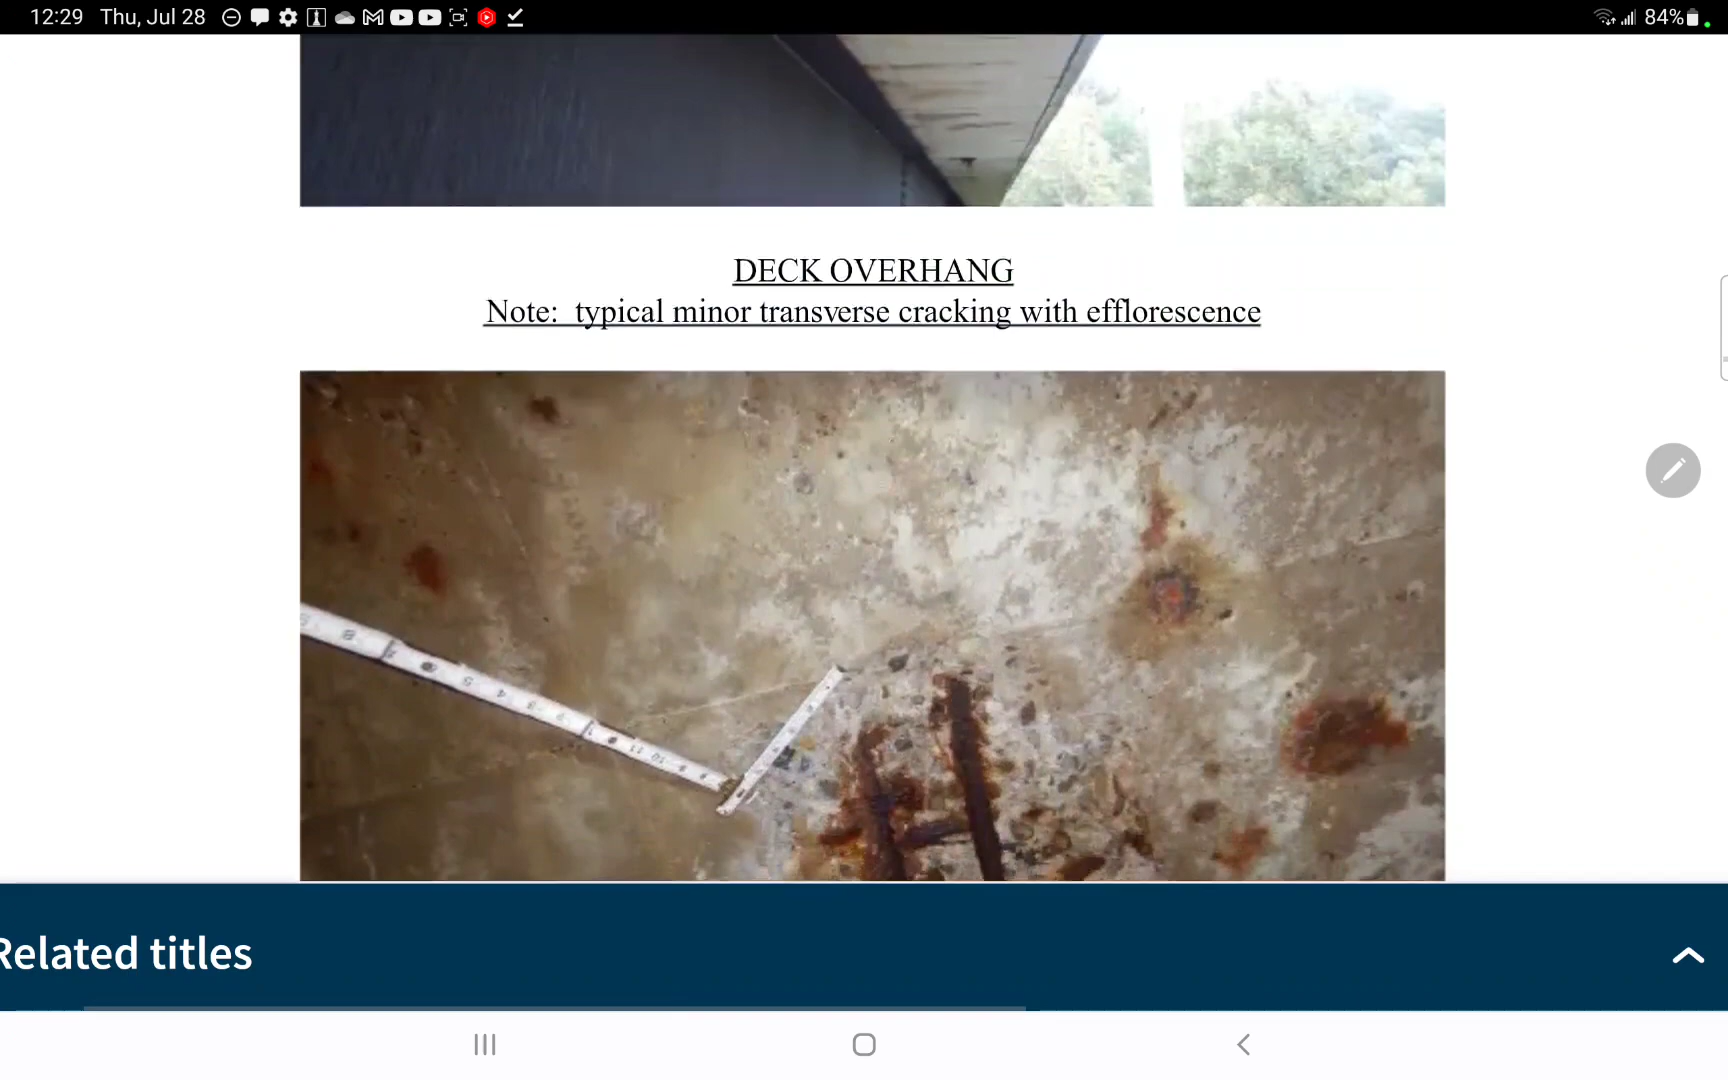 12:29 Thu, Jul 28 84%
DECK OVERHANG
Note: typical minor transverse cracking with efflorescence
Related titles